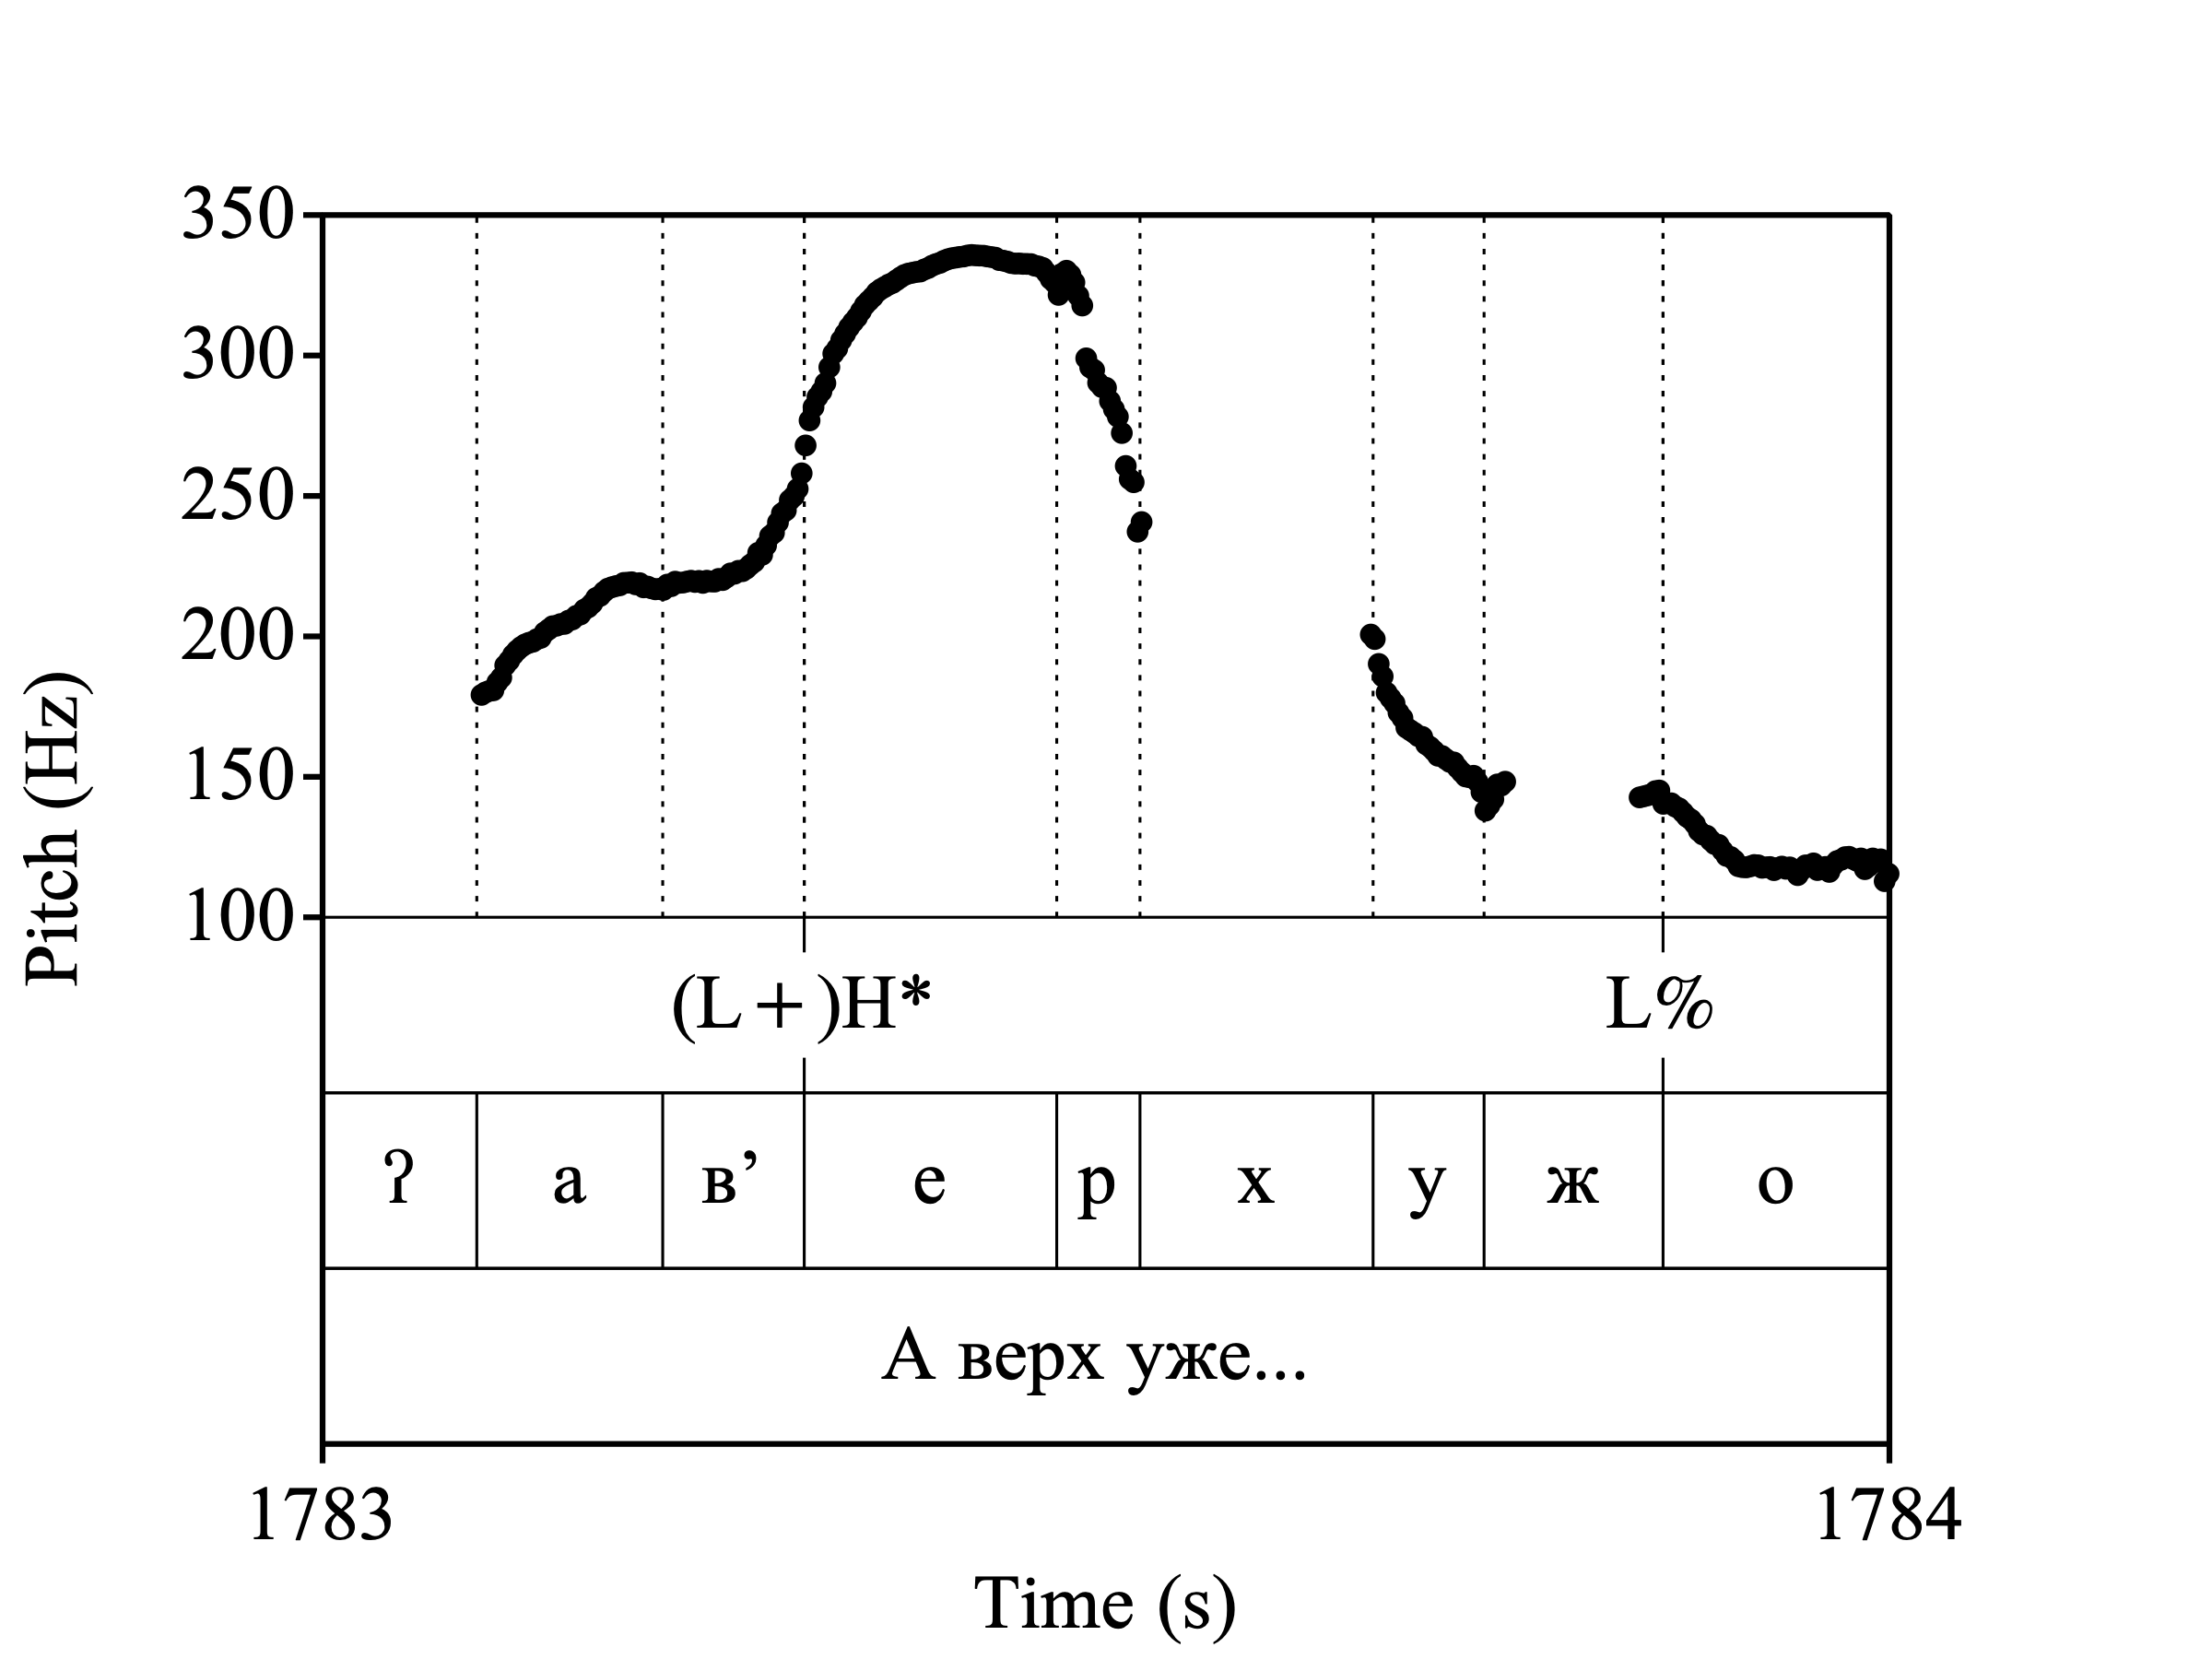 350
300
250
200
150
100
Pitch (Hz)
(L + )H* L%
ʔ а в’ е р х у ж о
А верх уже...
1783 1784
Time (s)